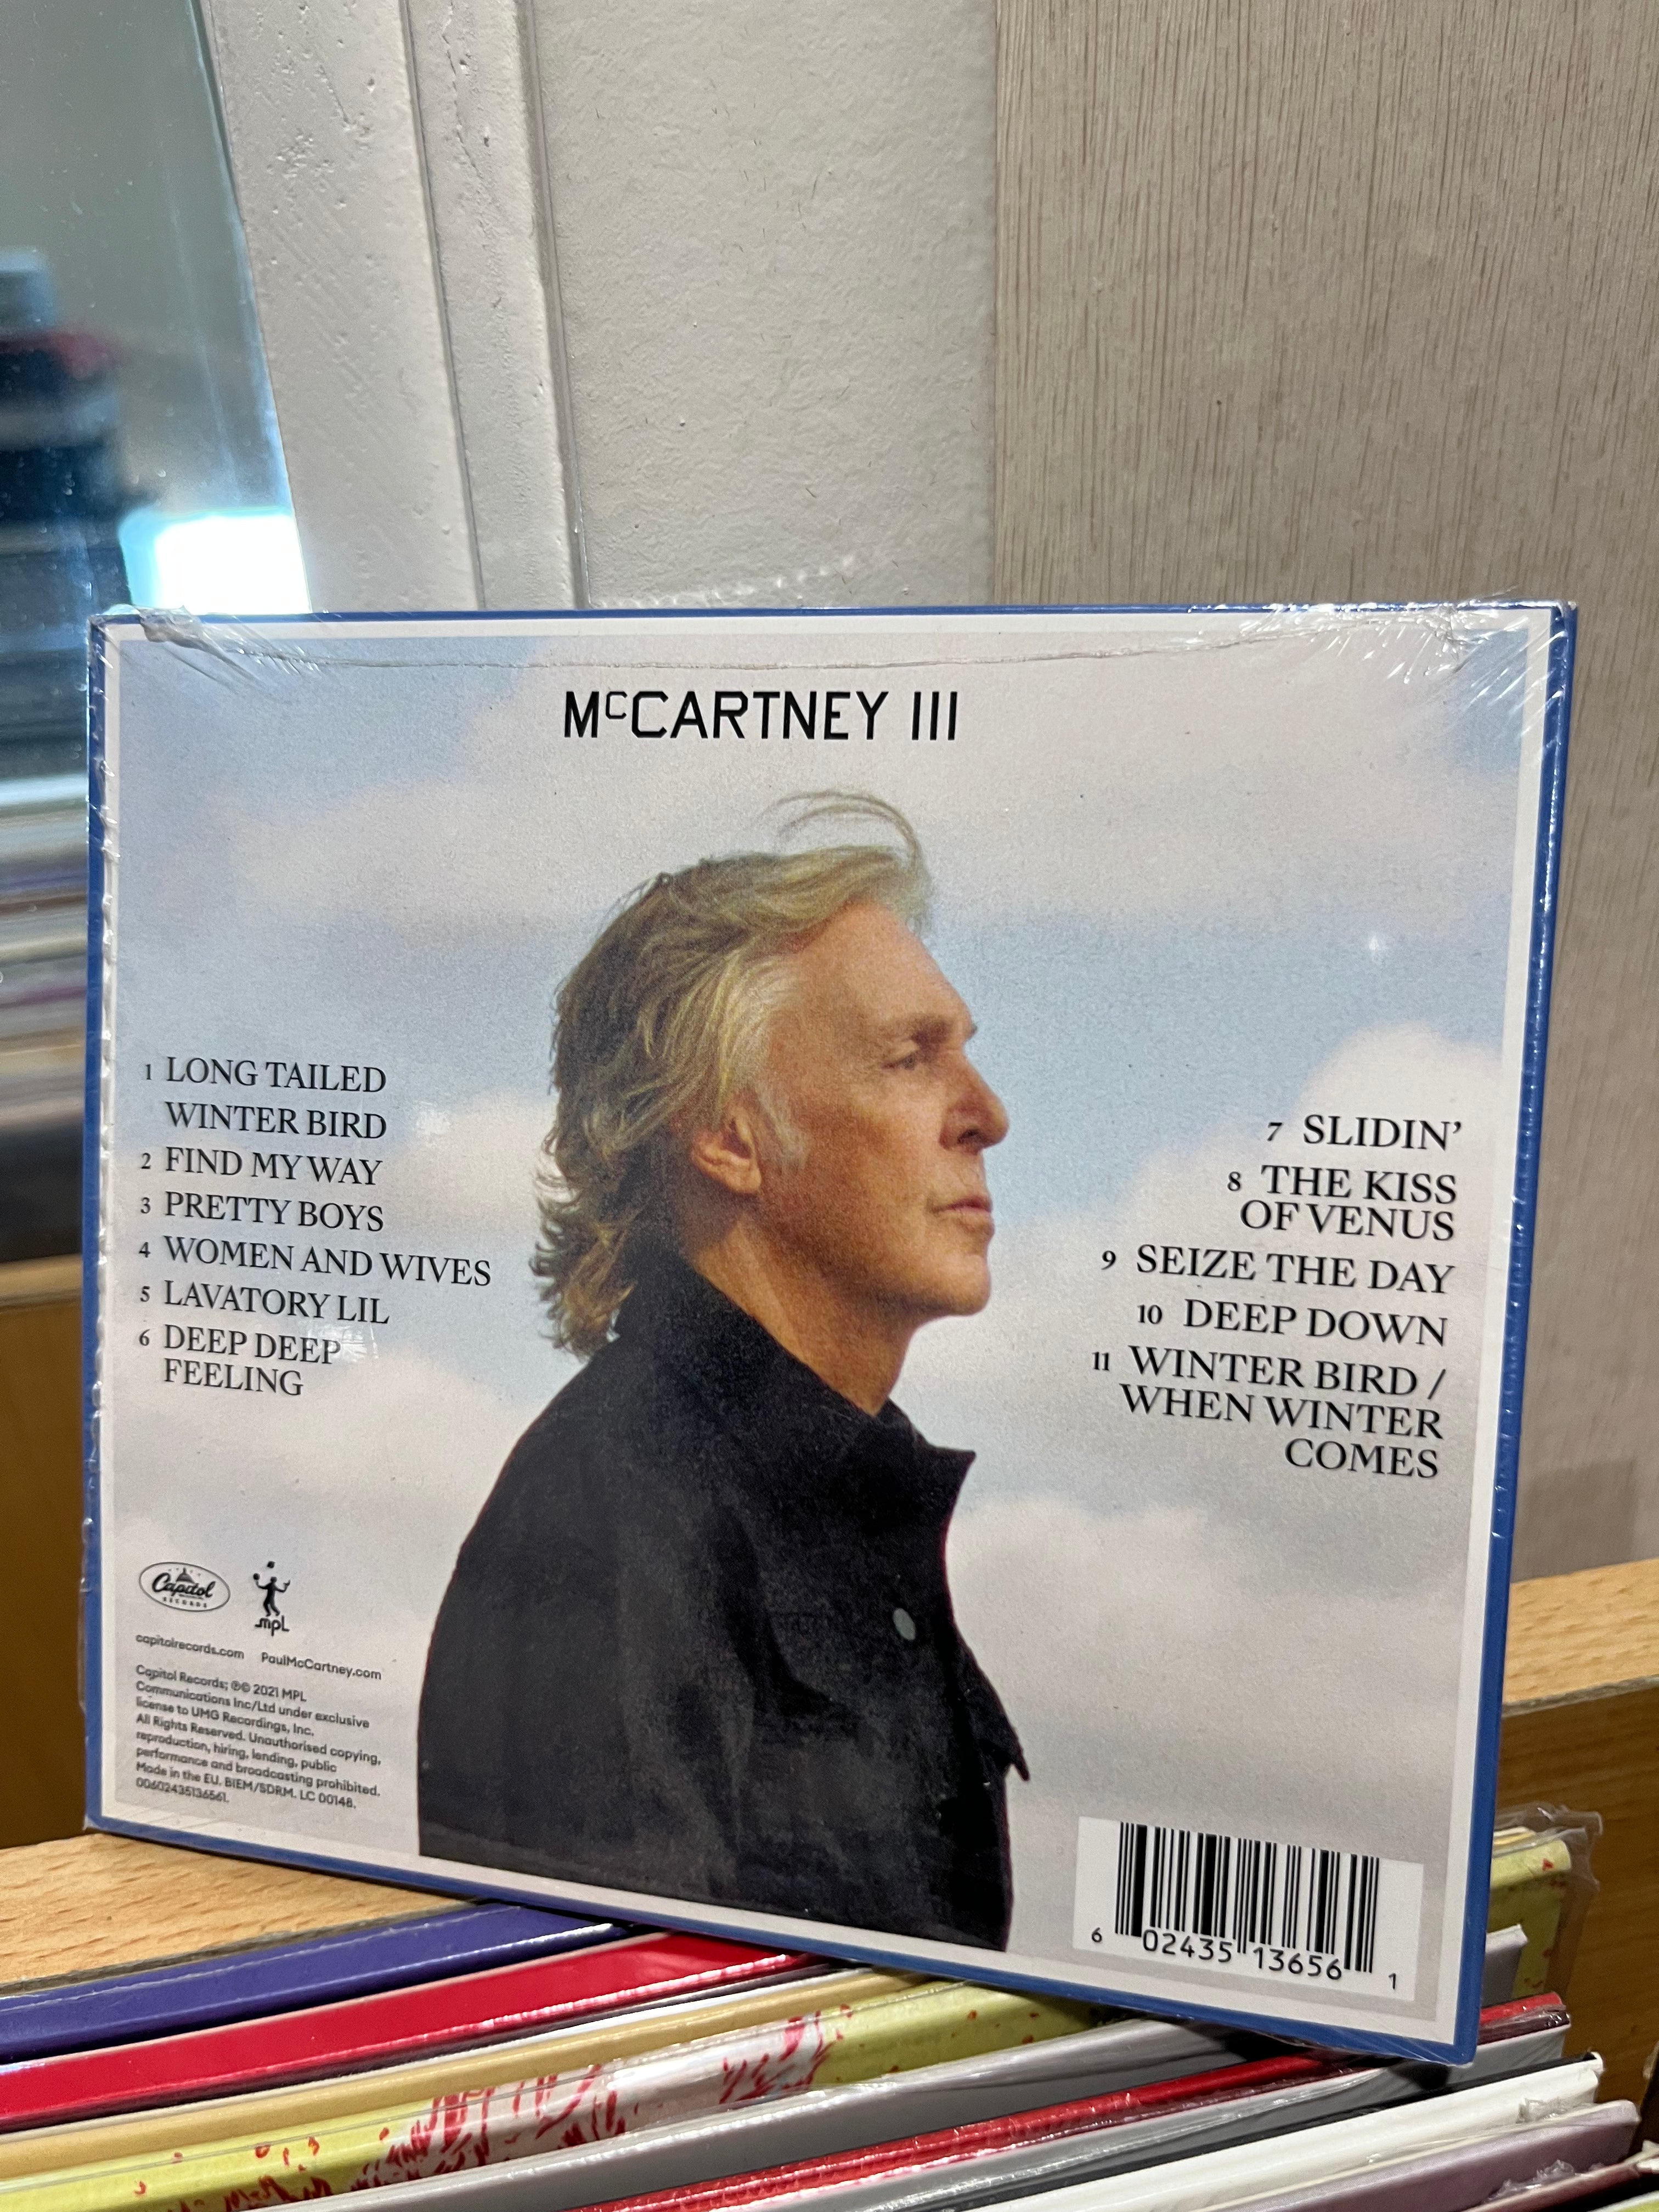 McCARTNEY III
1 LONG TAILED
WINTER BIRD
2 FIND MY WAY
3 PRETTY BOYS
4 WOMEN AND WIVES
5 LAVATORY LIL
6 DEEP DEEP
FEELING
7 SLIDIN’
8 THE KISS
OF VENUS
9 SEIZE THE DAY
10 DEEP DOWN
11 WINTER BIRD /
WHEN WINTER
COMES
Capitol
RECORDS
mpl
capitolrecords.com PaulMcCartney.com
Capitol Records; ℗© 2021 MPL
Communications Inc/Ltd under exclusive
license to UMG Recordings, Inc.
All Rights Reserved. Unauthorised copying,
reproduction, hiring, lending, public
performance and broadcasting prohibited.
Made in the EU. BIEM/SDRM. LC 00148.
00602435136561.
6 02435 13656 1